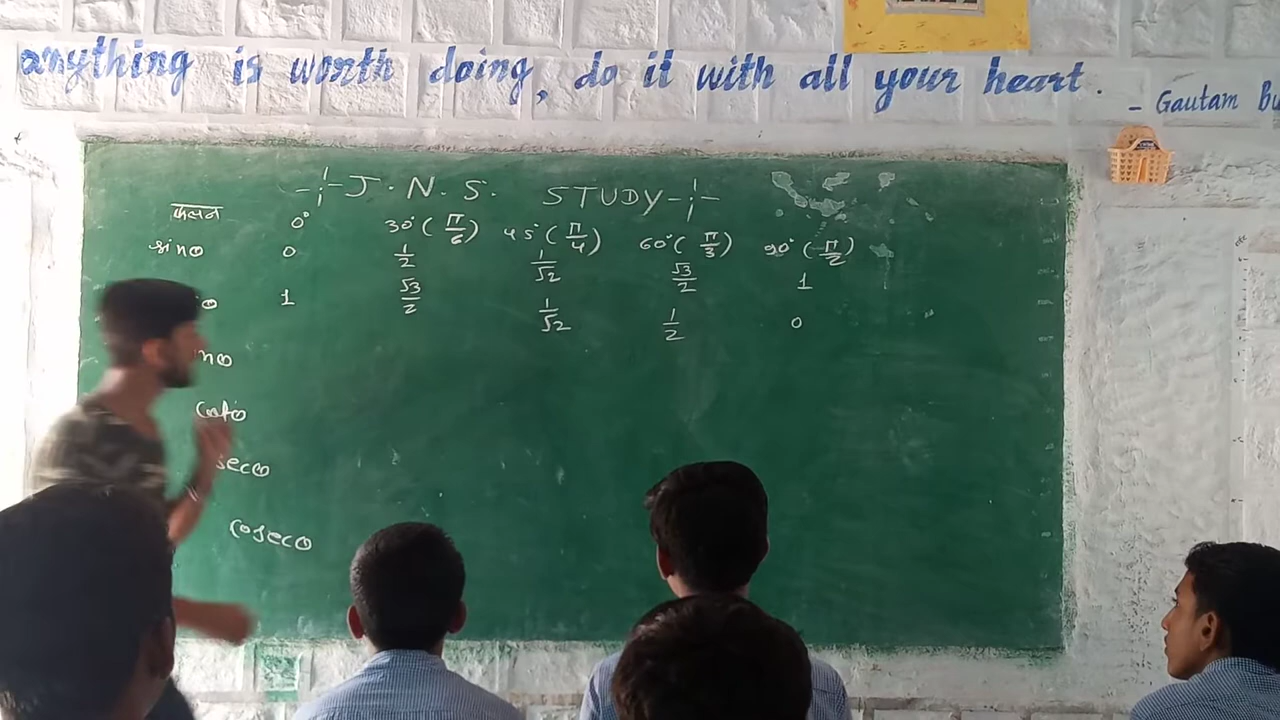 anything is worth doing, do it with all your heart.
- Gautam Bu
J. N. S. STUDY
फलन 0° 30° (π/6) 45° (π/4) 60° (π/3) 90° (π/2)
sinθ 0 1/2 1/√2 √3/2 1
θ 1 √3/2 1/√2 1/2 0
nθ
cotθ
secθ
cosecθ